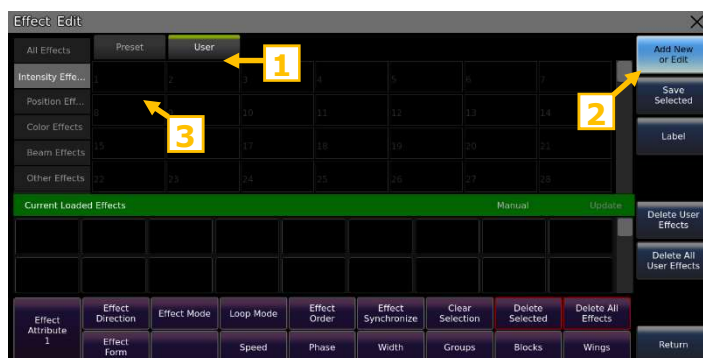 Effect Edit
All Effects
Preset
User
1
Add New
or Edit
Intensity Effe...
1
2
3
4
5
6
7
2
Save
Selected
Position Eff...
3
8
10
11
12
13
14
Color Effects
Label
Beam Effects
15
17
18
19
20
21
Other Effects
22
23
24
25
26
27
28
Current Loaded Effects
Manual
Update
Delete User
Effects
Delete All
User Effects
Effect
Attribute
1
Effect
Direction
Effect Mode
Loop Mode
Effect
Order
Effect
Synchronize
Clear
Selection
Delete
Selected
Delete All
Effects
Effect
Form
Speed
Phase
Width
Groups
Blocks
Wings
Return